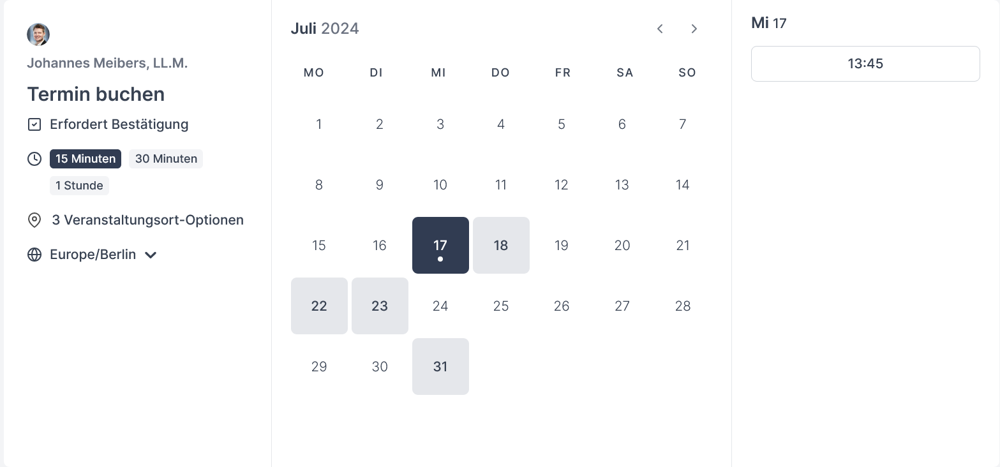 Johannes Meibers, LL.M.
Termin buchen
Erfordert Bestätigung
15 Minuten 30 Minuten
1 Stunde
3 Veranstaltungsort-Optionen
Europe/Berlin
Juli 2024
MO DI MI DO FR SA SO
1 2 3 4 5 6 7
8 9 10 11 12 13 14
15 16 17 18 19 20 21
22 23 24 25 26 27 28
29 30 31
Mi 17
13:45